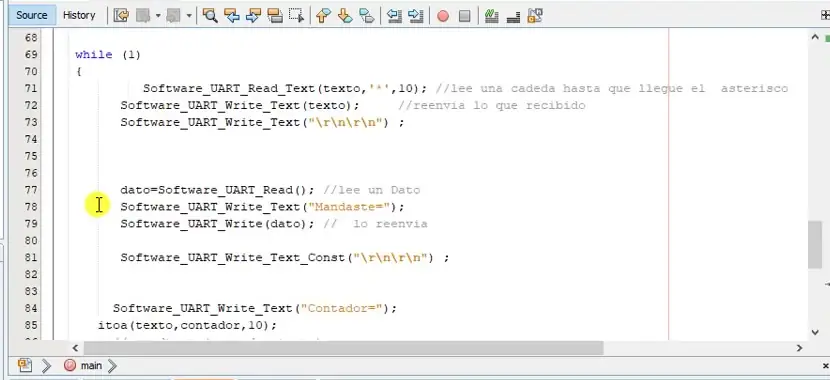 Source History
68
69 while (1)
70 {
71 Software_UART_Read_Text(texto,'*',10); //lee una cadeda hasta que llegue el asterisco
72 Software_UART_Write_Text(texto); //reenvia lo que recibido
73 Software_UART_Write_Text("\r\n\r\n") ;
74
75
76
77 dato=Software_UART_Read(); //lee un Dato
78 Software_UART_Write_Text("Mandaste=");
79 Software_UART_Write(dato); // lo reenvia
80
81 Software_UART_Write_Text_Const("\r\n\r\n") ;
82
83
84 Software_UART_Write_Text("Contador=");
85 itoa(texto,contador,10);
main